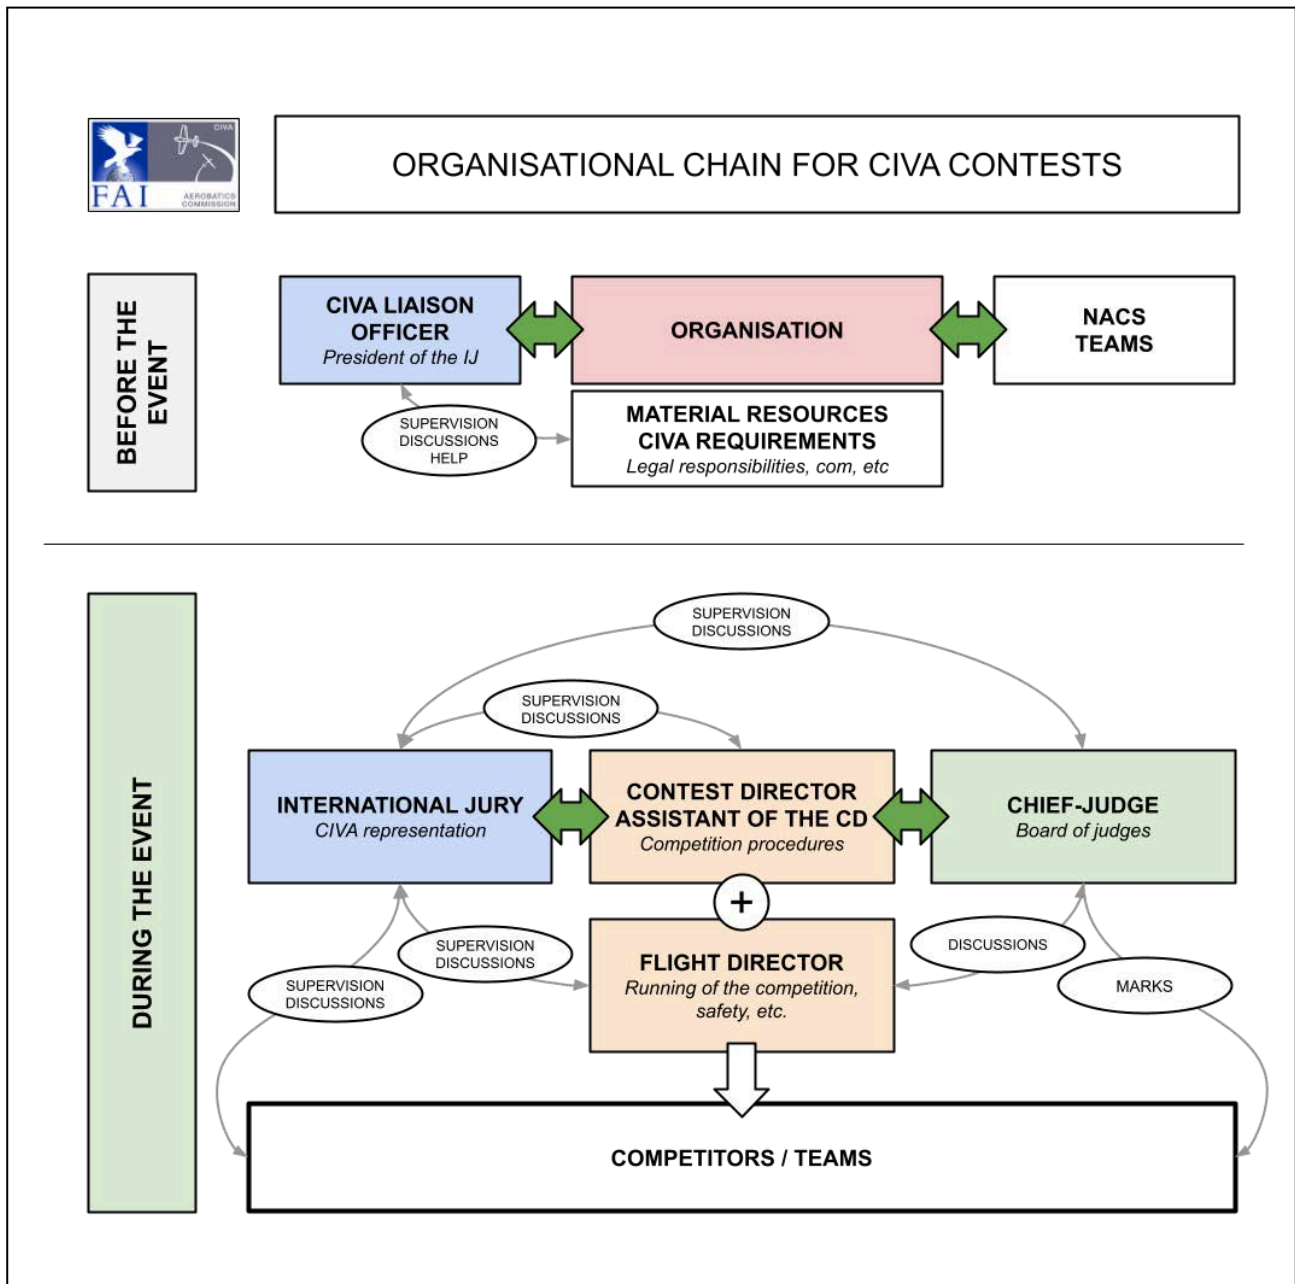 CIVA
FAI
AEROBATICS
COMMISSION
ORGANISATIONAL CHAIN FOR CIVA CONTESTS
BEFORE THE
EVENT
CIVA LIAISON
OFFICER
President of the IJ
ORGANISATION
NACS
TEAMS
SUPERVISION
DISCUSSIONS
HELP
MATERIAL RESOURCES
CIVA REQUIREMENTS
Legal responsibilities, com, etc
DURING THE EVENT
SUPERVISION
DISCUSSIONS
SUPERVISION
DISCUSSIONS
INTERNATIONAL JURY
CIVA representation
CONTEST DIRECTOR
ASSISTANT OF THE CD
Competition procedures
CHIEF-JUDGE
Board of judges
+
SUPERVISION
DISCUSSIONS
SUPERVISION
DISCUSSIONS
FLIGHT DIRECTOR
Running of the competition,
safety, etc.
DISCUSSIONS
MARKS
COMPETITORS / TEAMS